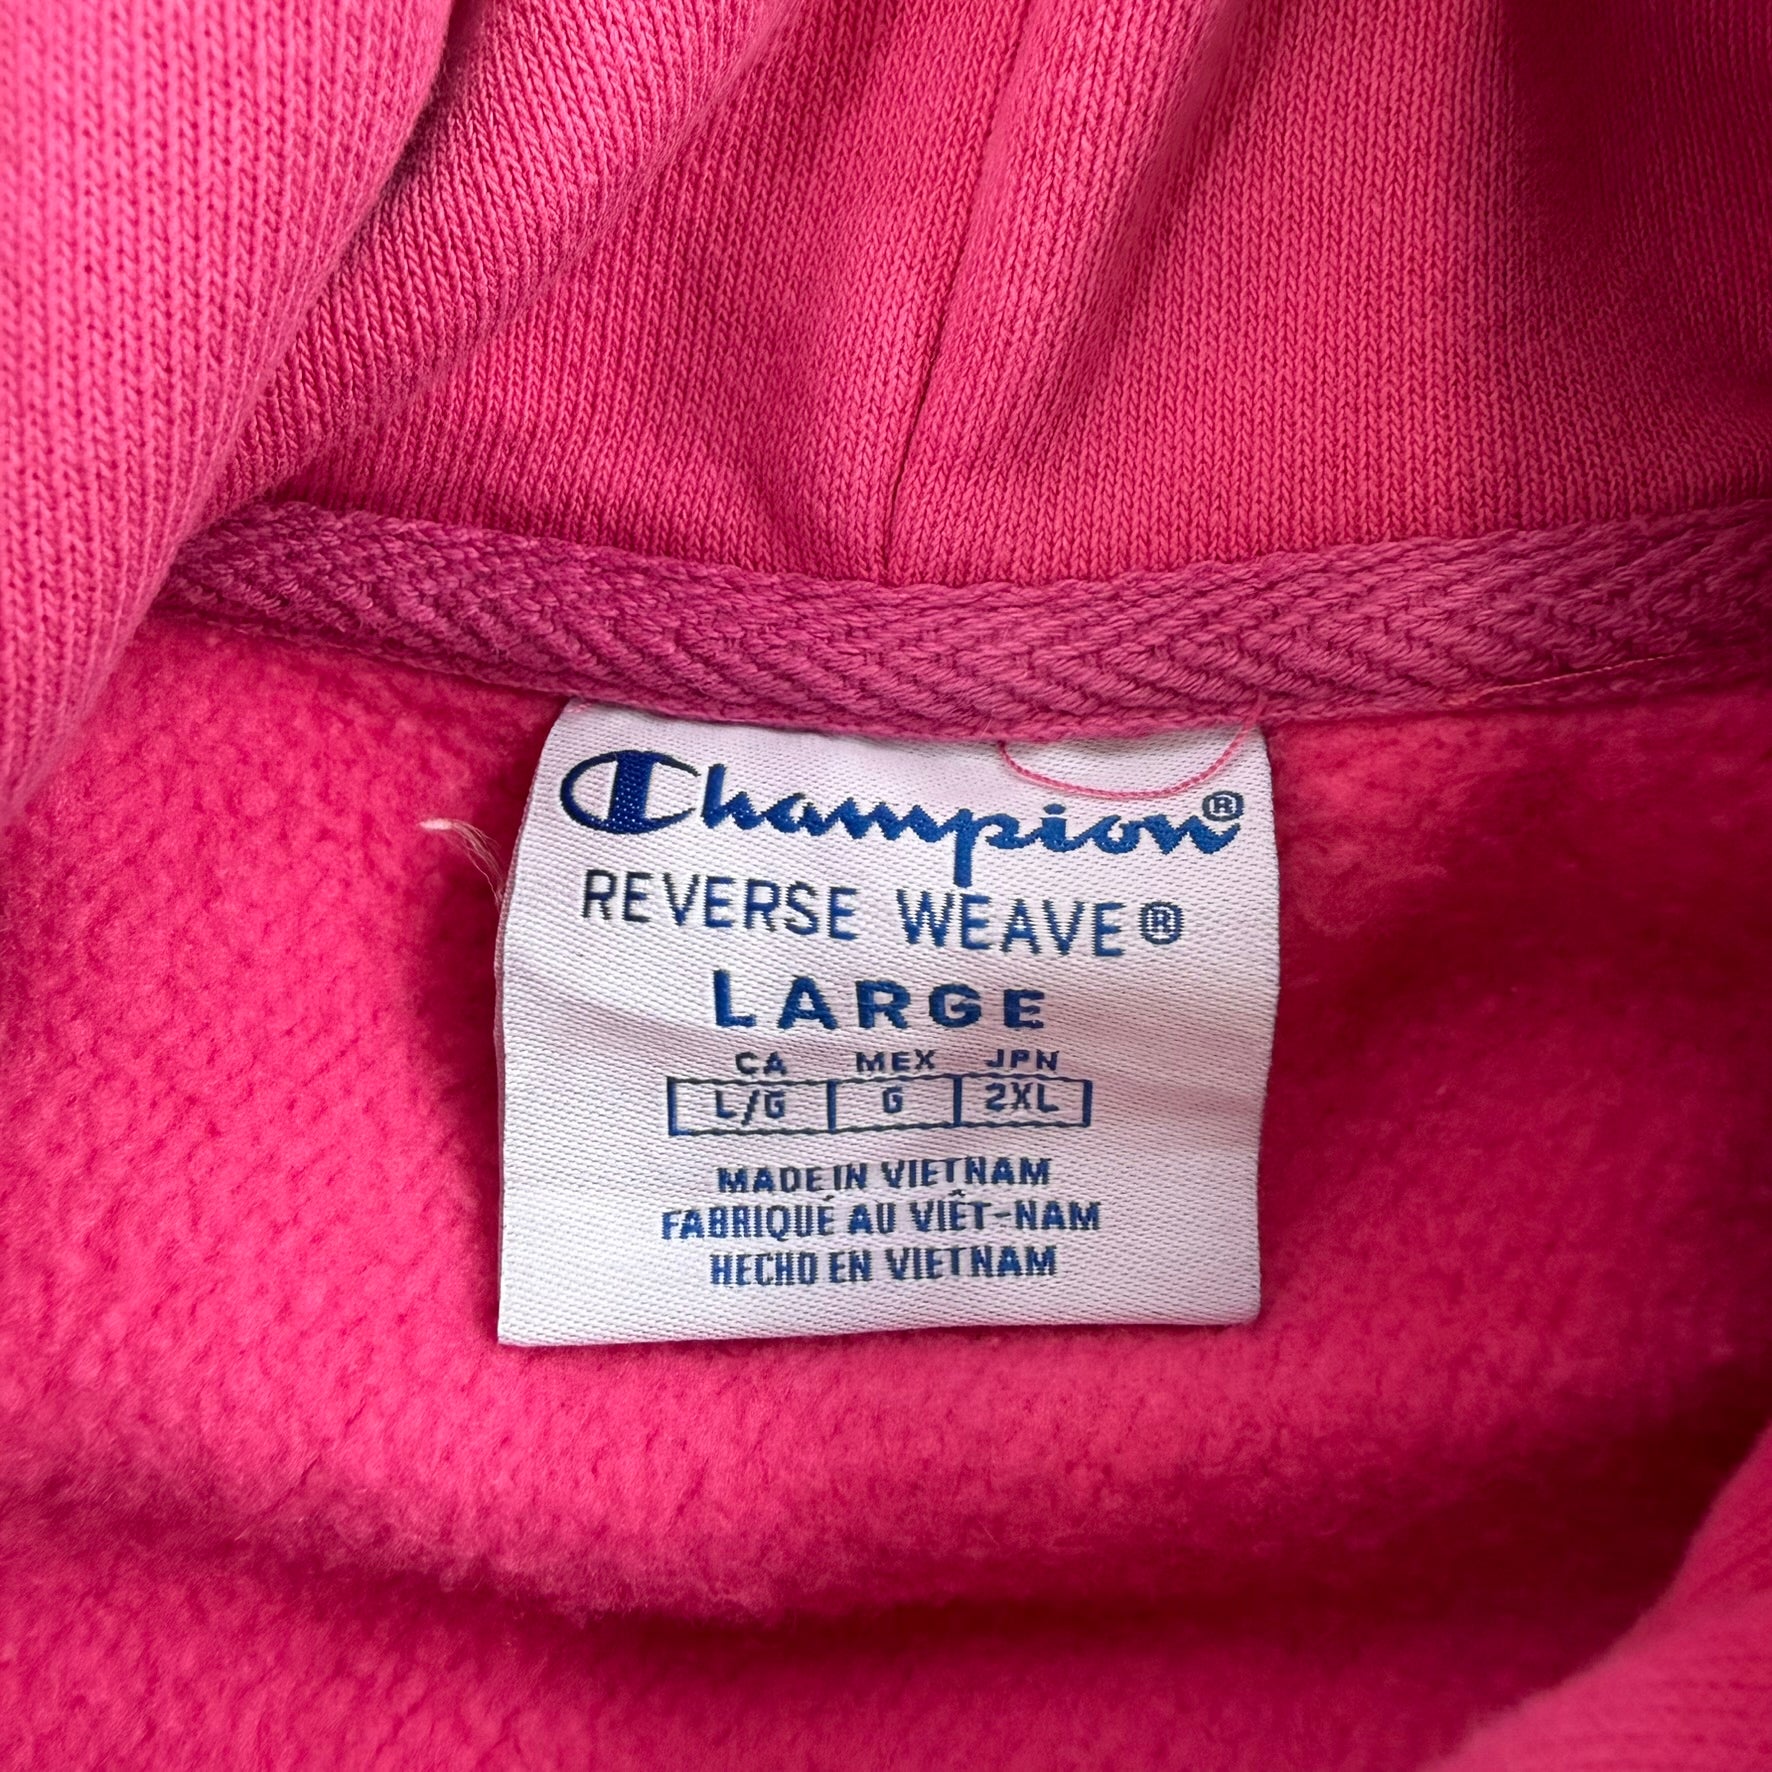 Champion®
REVERSE WEAVE®
LARGE
CA MEX JPN
L/G G 2XL
MADE IN VIETNAM
FABRIQUÉ AU VIÊT-NAM
HECHO EN VIETNAM